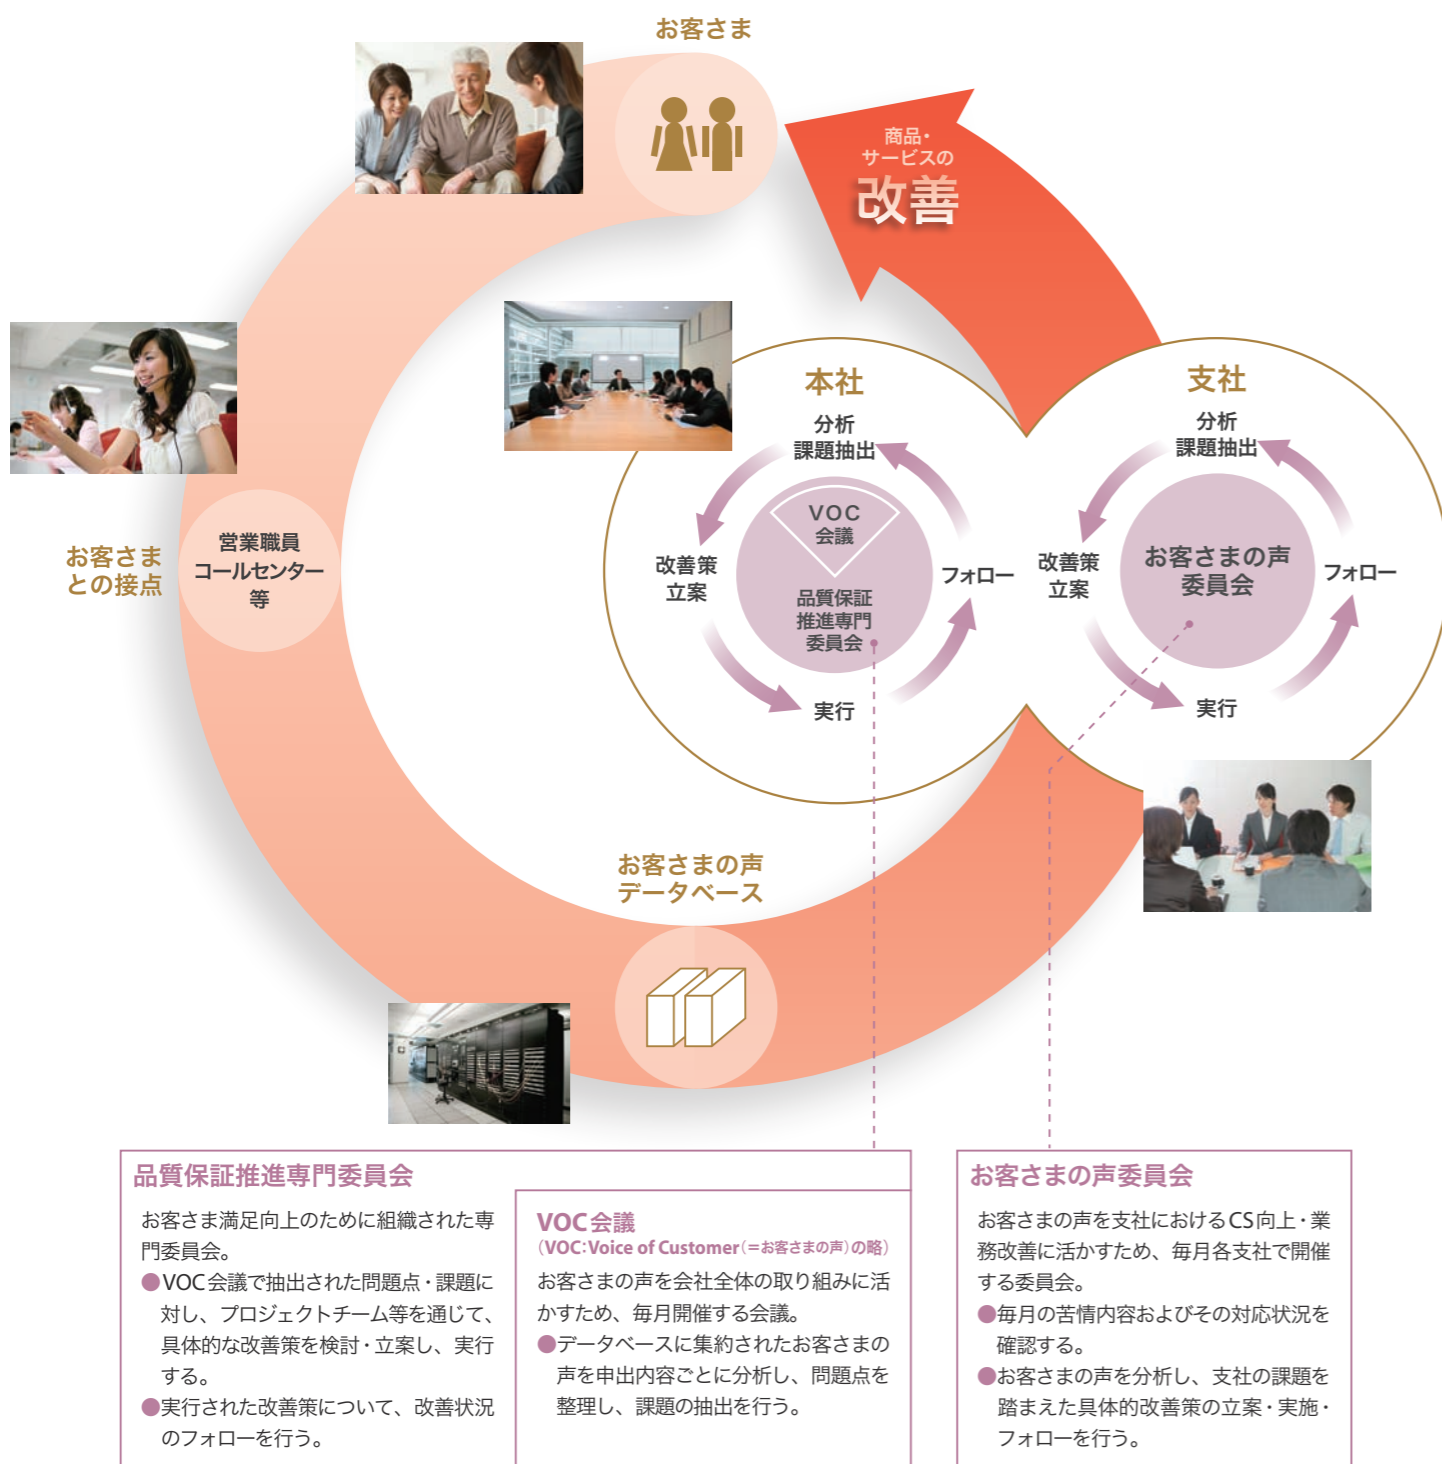 お客さま
商品・
サービスの
改善
本社
分析
課題抽出
VOC
会議
改善策
立案
フォロー
品質保証
推進専門
委員会
実行
支社
分析
課題抽出
改善策
立案
お客さまの声
委員会
フォロー
実行
お客さま
との接点
営業職員
コールセンター
等
お客さまの声
データベース
品質保証推進専門委員会
お客さま満足向上のために組織された専
門委員会。
●VOC会議で抽出された問題点・課題に
対し、プロジェクトチーム等を通じて、
具体的な改善策を検討・立案し、実行
する。
●実行された改善策について、改善状況
のフォローを行う。
VOC会議
（VOC：Voice of Customer（＝お客さまの声）の略）
お客さまの声を会社全体の取り組みに活
かすため、毎月開催する会議。
●データベースに集約されたお客さまの
声を申出内容ごとに分析し、問題点を
整理し、課題の抽出を行う。
お客さまの声委員会
お客さまの声を支社におけるCS向上・業
務改善に活かすため、毎月各支社で開催
する委員会。
●毎月の苦情内容およびその対応状況を
確認する。
●お客さまの声を分析し、支社の課題を
踏まえた具体的改善策の立案・実施・
フォローを行う。